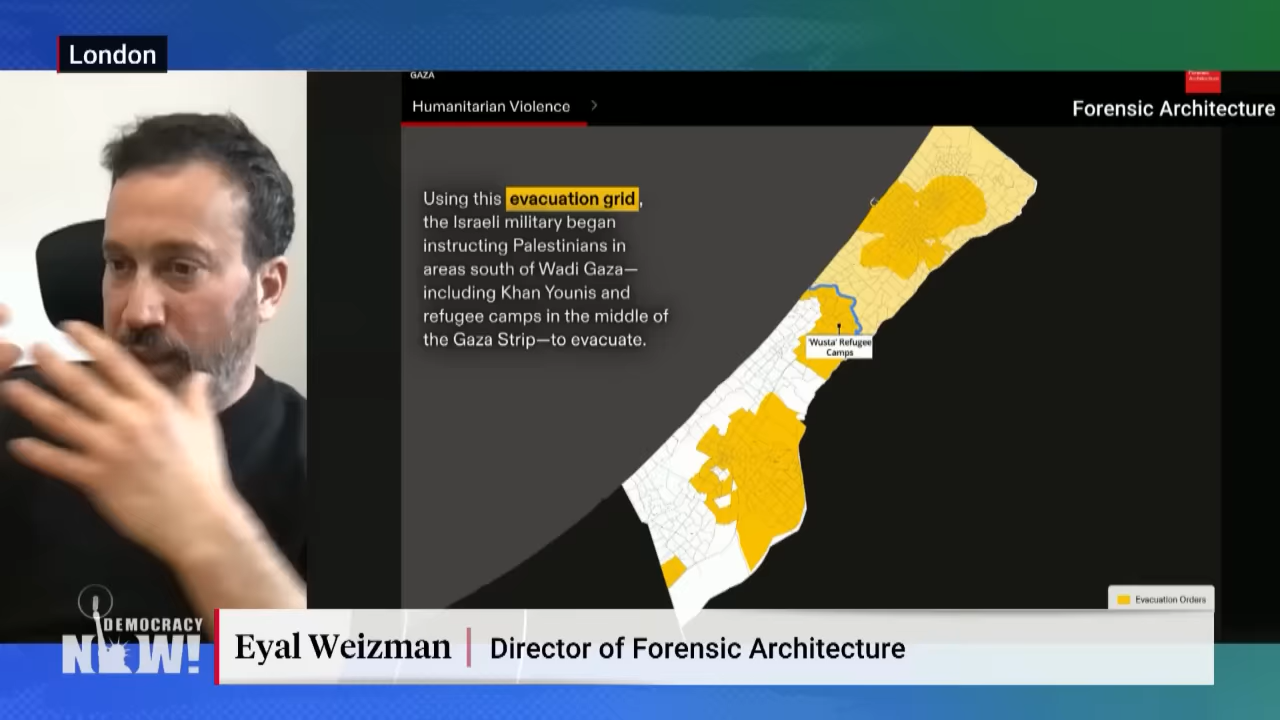 London
GAZA
Humanitarian Violence
Forensic
Architecture
Forensic Architecture
Using this evacuation grid,
the Israeli military began
instructing Palestinians in
areas south of Wadi Gaza—
including Khan Younis and
refugee camps in the middle of
the Gaza Strip—to evacuate.
'Wusta' Refugee
Camps
Evacuation Orders
DEMOCRACY
NOW!
Eyal Weizman
Director of Forensic Architecture